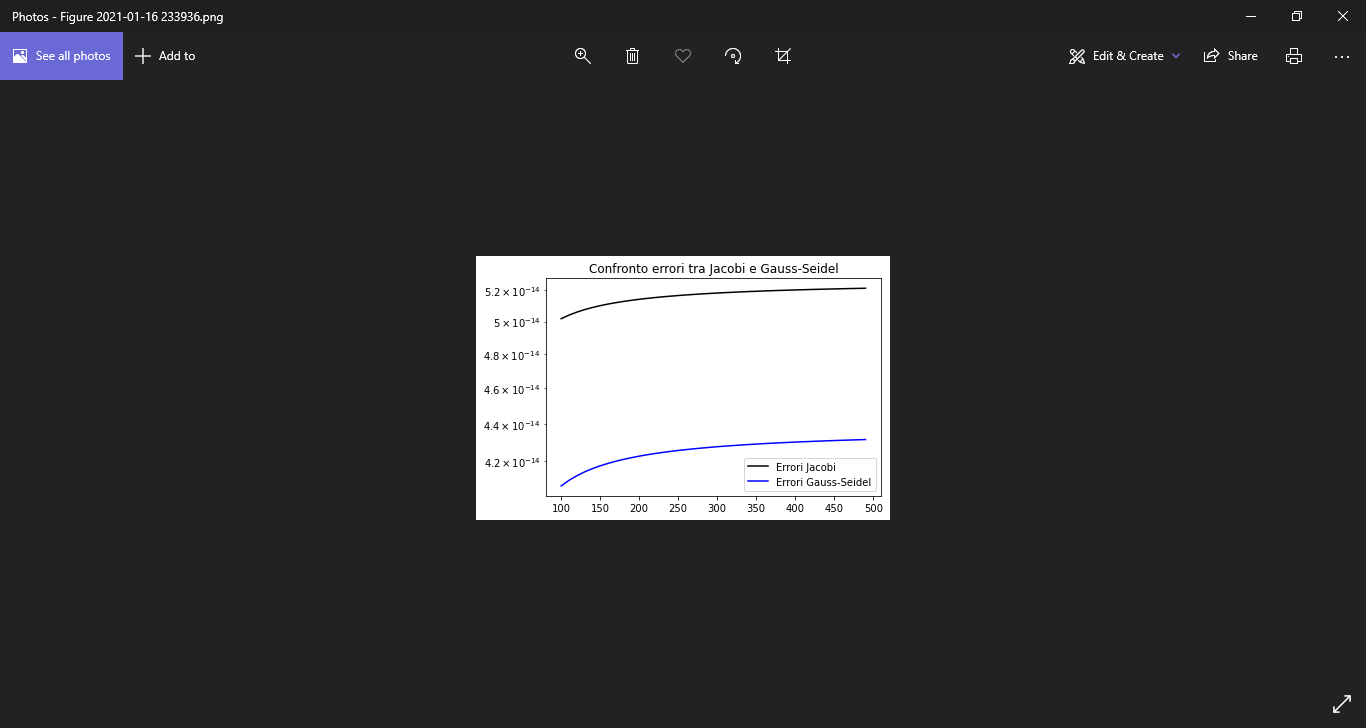 Photos - Figure 2021-01-16 233936.png
See all photos
Add to
Edit & Create
Share
Confronto errori tra Jacobi e Gauss-Seidel
5.2 × 10⁻¹⁴
5 × 10⁻¹⁴
4.8 × 10⁻¹⁴
4.6 × 10⁻¹⁴
4.4 × 10⁻¹⁴
4.2 × 10⁻¹⁴
Errori Jacobi
Errori Gauss-Seidel
100 150 200 250 300 350 400 450 500